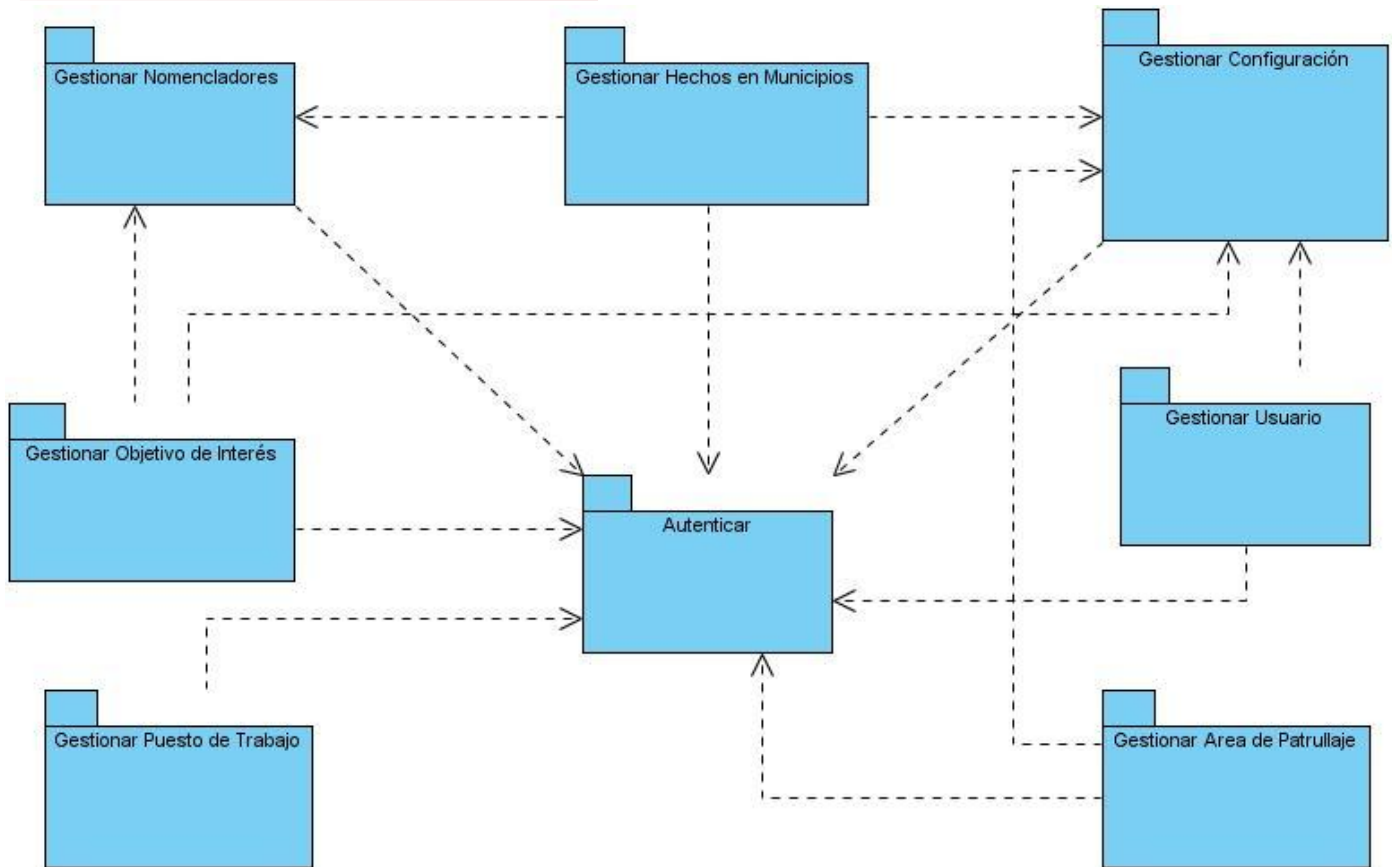 Gestionar Nomencladores
Gestionar Hechos en Municipios
Gestionar Configuración
Gestionar Objetivo de Interés
Gestionar Usuario
Autenticar
Gestionar Puesto de Trabajo
Gestionar Area de Patrullaje